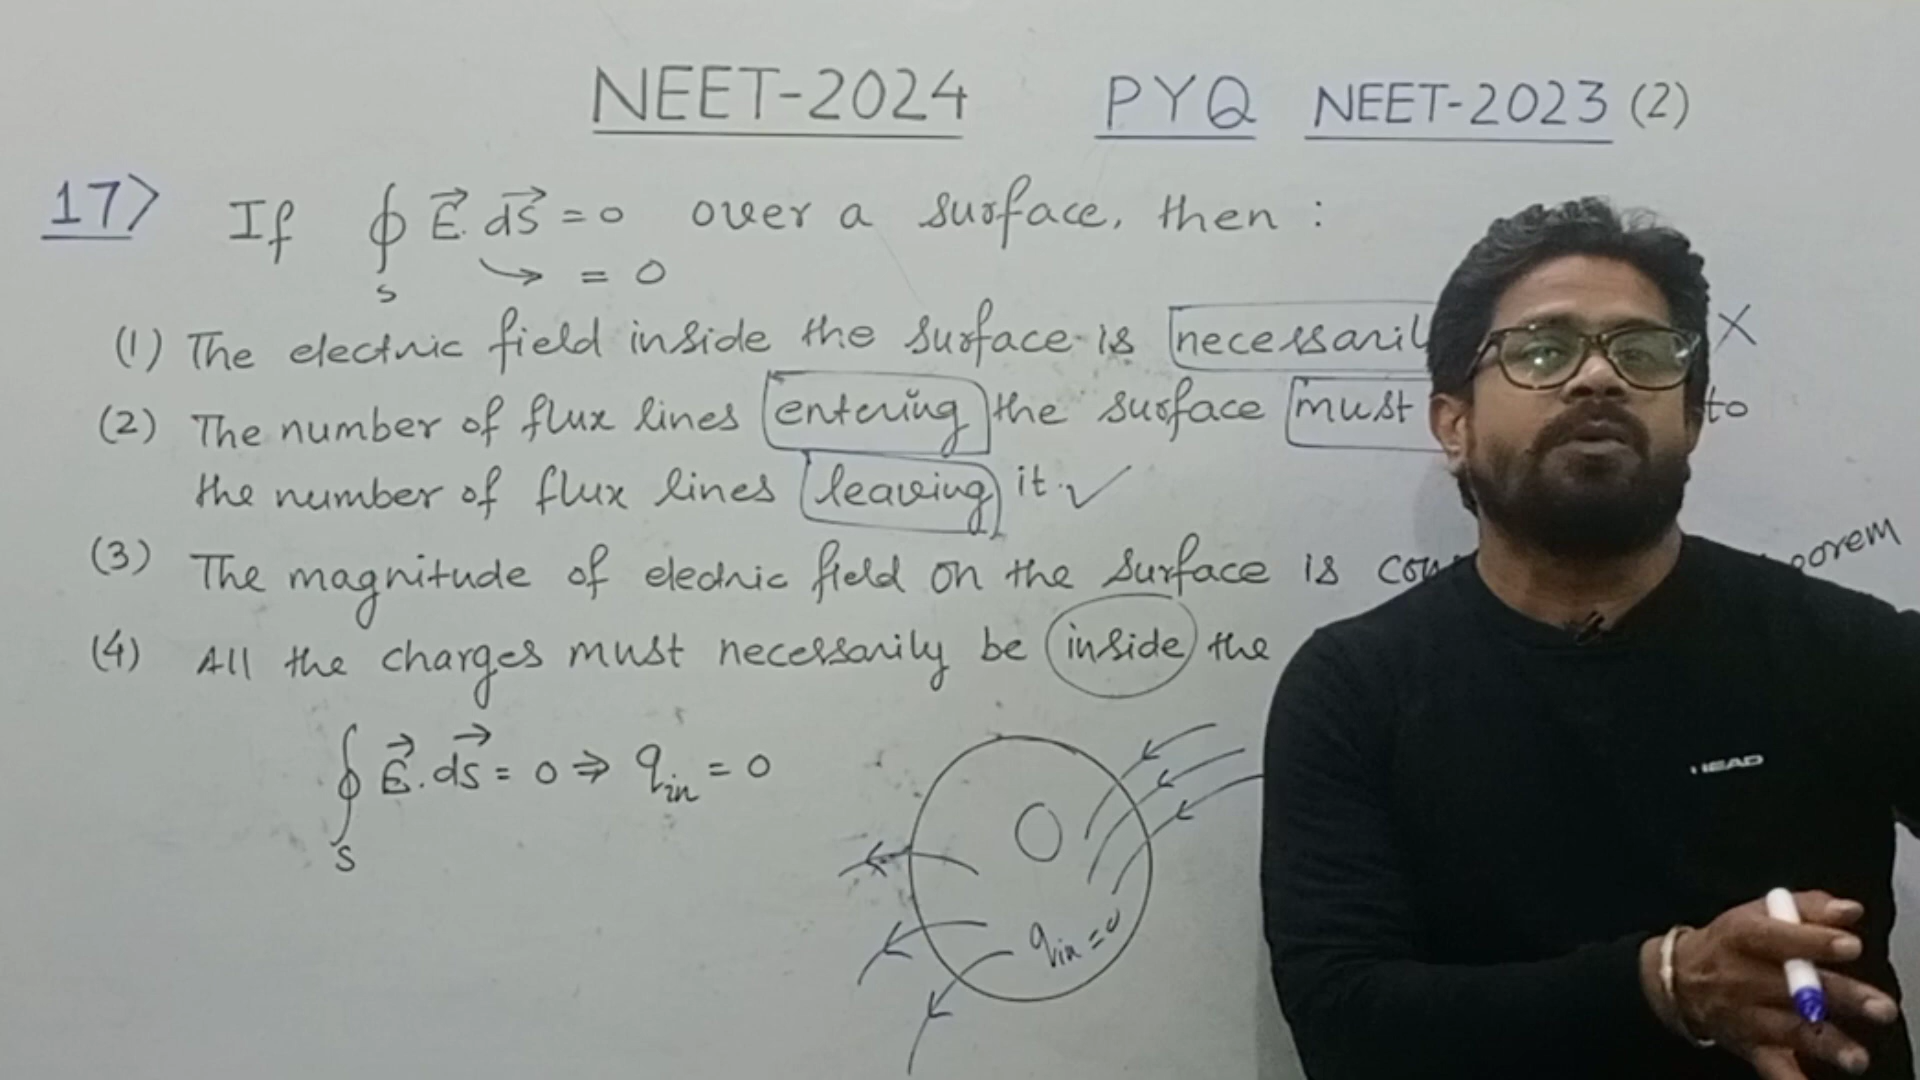 NEET-2024 PYQ NEET-2023 (2)
17> If ∮ E⃗. dS⃗ = 0 over a surface, then :
S
= 0
(1) The electric field inside the surface is X
(2) The number of flux lines entering the surface must to
the number of flux lines leaving it. ✓
(3) The magnitude of electric field on the surface is
(4) All the charges must necessarily be inside the
∮ E⃗. ds⃗ = 0 ⇒ qin = 0
S
qin = 0
HEAD